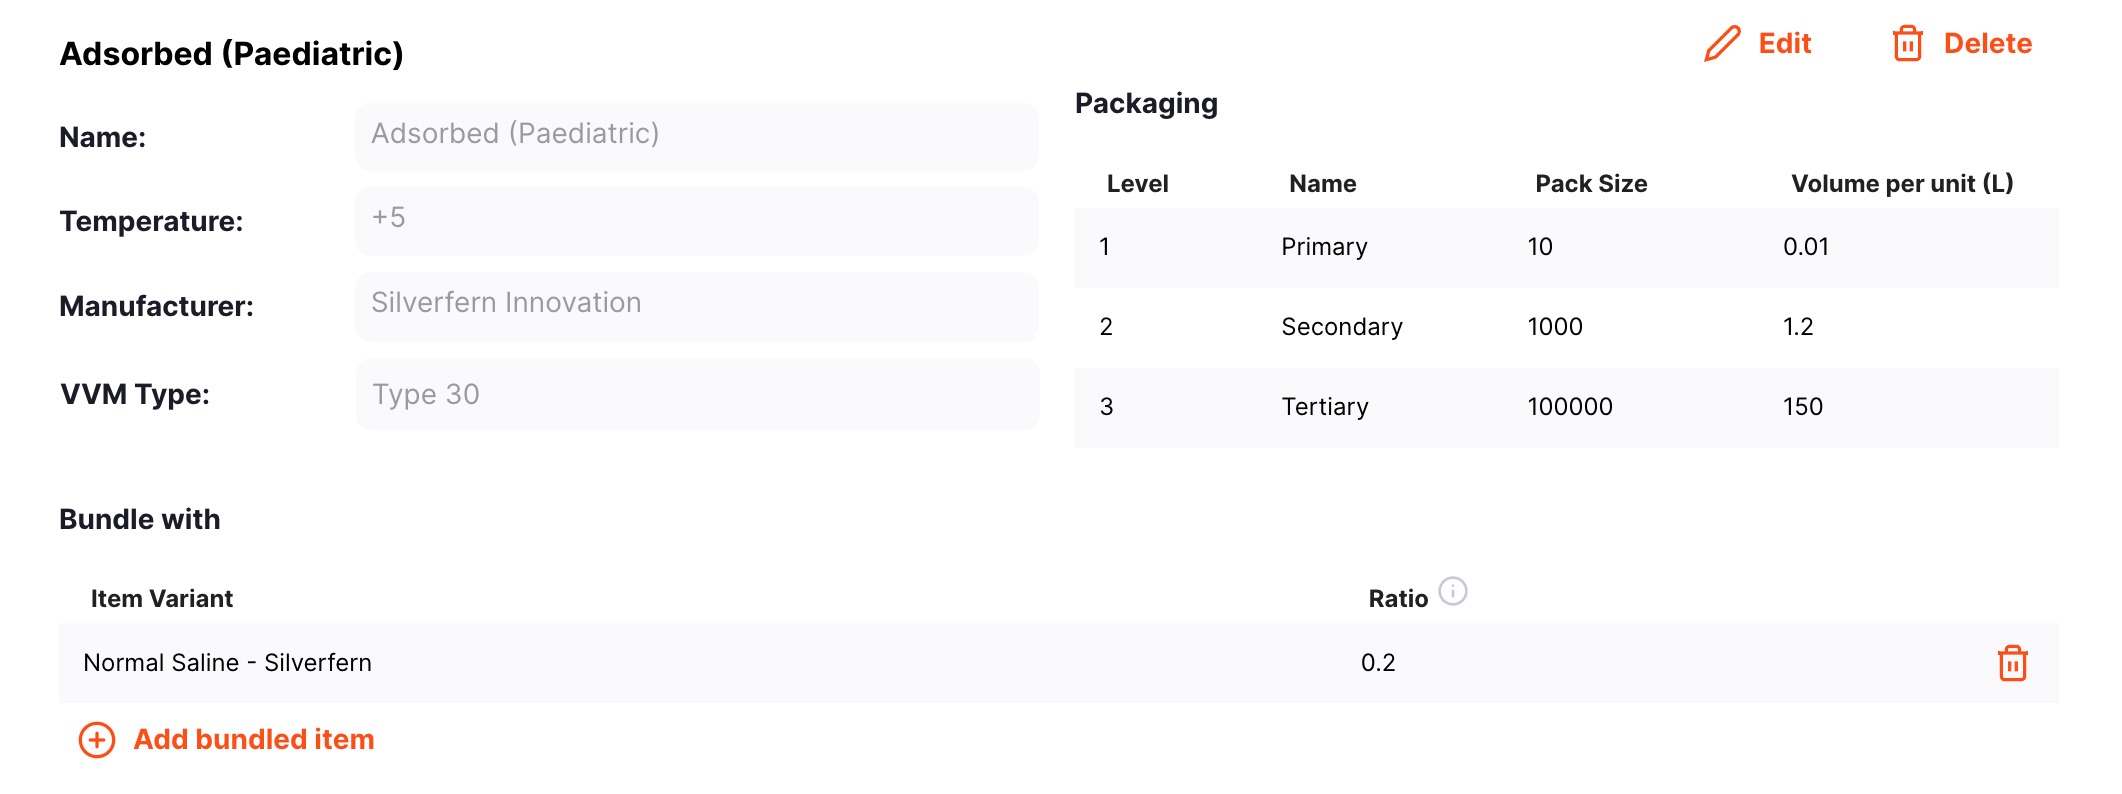 Adsorbed (Paediatric)
Edit
Delete
Name: Adsorbed (Paediatric)
Temperature: +5
Manufacturer: Silverfern Innovation
VVM Type: Type 30
Packaging
Level Name Pack Size Volume per unit (L)
1 Primary 10 0.01
2 Secondary 1000 1.2
3 Tertiary 100000 150
Bundle with
Item Variant Ratio
Normal Saline - Silverfern 0.2
Add bundled item